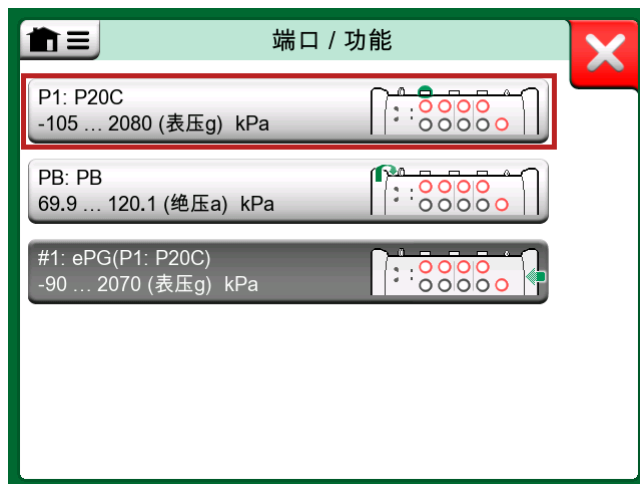 端口 / 功能
P1: P20C
-105 … 2080 (表压g) kPa
PB: PB
69.9 … 120.1 (绝压a) kPa
#1: ePG(P1: P20C)
-90 … 2070 (表压g) kPa